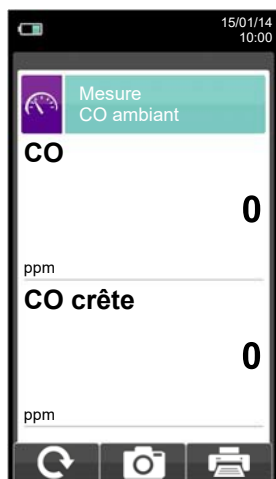 15/01/14
10:00
Mesure
CO ambiant
CO
0
ppm
CO crête
0
ppm